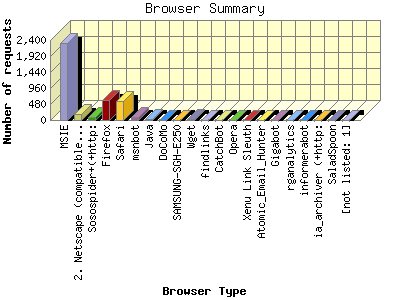 Browser Summary
Number of requests
2,400
1,920
1,440
960
480
0
MSIE
2. Netscape (compatible...
Sosospider+(+http:
Firefox
Safari
msnbot
Java
DoCoMo
SAMSUNG-SGH-E250
Wget
findlinks
CatchBot
Opera
Xenu Link Sleuth
Atomic_Email_Hunter
Gigabot
rganalytics
informerabot
ia_archiver (+http:
SaladSpoon
[not listed: 1]
Browser Type